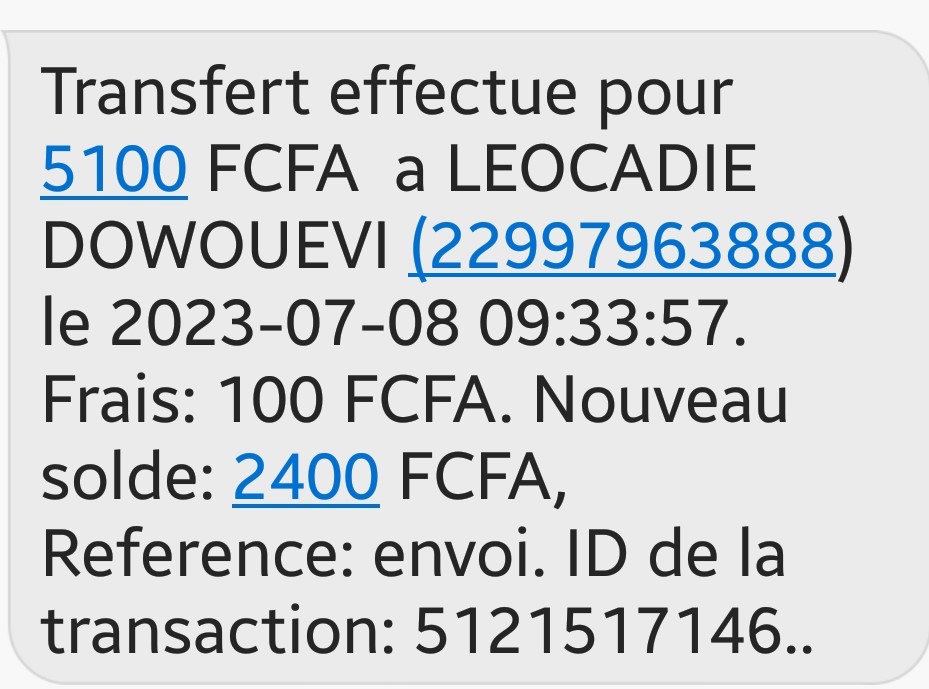 Transfert effectue pour
5100 FCFA  a LEOCADIE
DOWOUEVI (22997963888)
le 2023-07-08 09:33:57.
Frais: 100 FCFA. Nouveau
solde: 2400 FCFA,
Reference: envoi. ID de la
transaction: 5121517146..